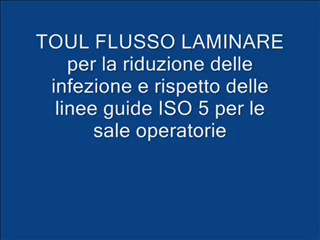 TOUL FLUSSO LAMINARE
per la riduzione delle
infezione e rispetto delle
linee guide ISO 5 per le
sale operatorie